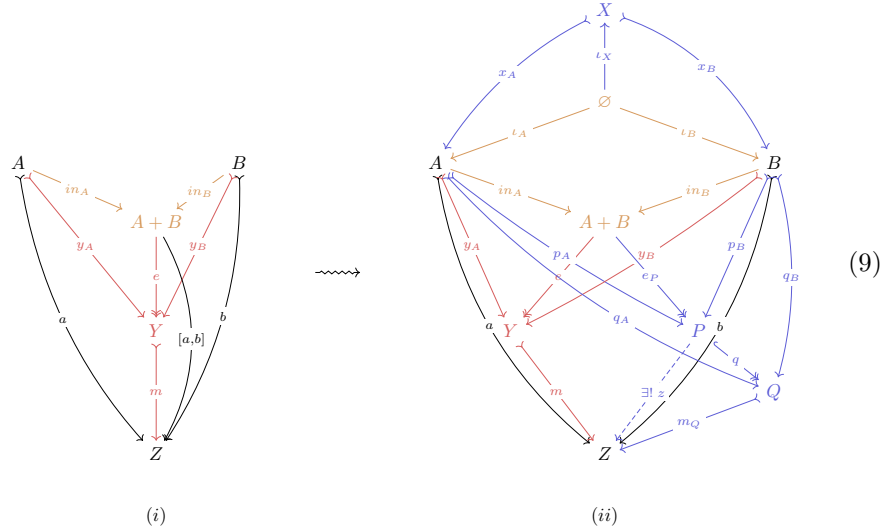 X
x_A
ι_X
x_B
∅
ι_A
ι_B
A
B
A
B
in_A
in_B
in_A
in_B
A + B
A + B
y_A
y_B
y_A
p_A
y_B
p_B
e
e
e_P
q_B
(9)
a
Y
[a,b]
b
a
Y
q_A
P
b
q
m
m
∃! z
Q
m_Q
Z
Z
(i)
(ii)